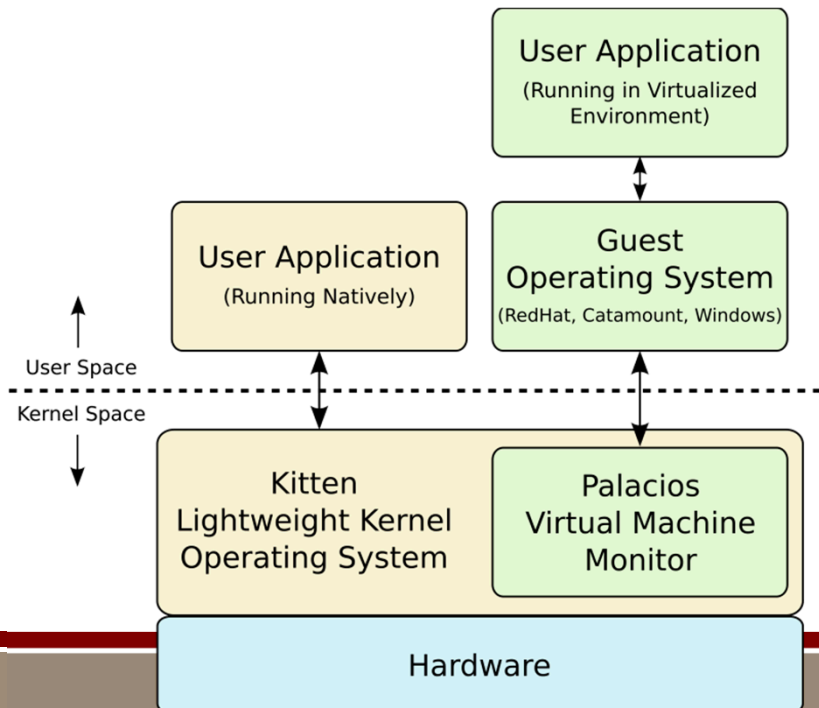 User Application
(Running in Virtualized
Environment)
User Application
(Running Natively)
Guest
Operating System
(RedHat, Catamount, Windows)
User Space
Kernel Space
Kitten
Lightweight Kernel
Operating System
Palacios
Virtual Machine
Monitor
Hardware